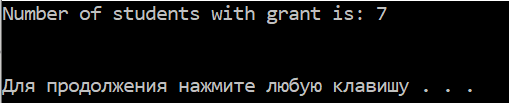 Number of students with grant is: 7
Для продолжения нажмите любую клавишу . . .